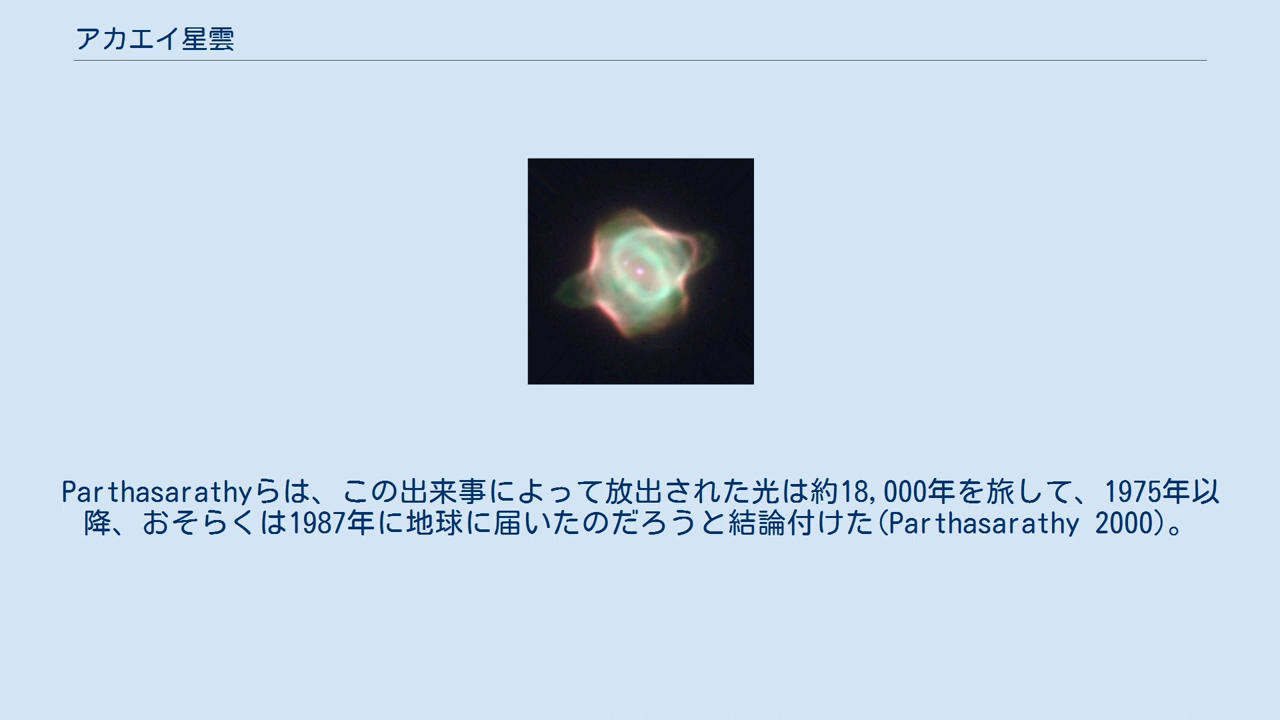 アカエイ星雲
Parthasarathyらは、この出来事によって放出された光は約18,000年を旅して、1975年以
降、おそらくは1987年に地球に届いたのだろうと結論付けた(Parthasarathy 2000)。